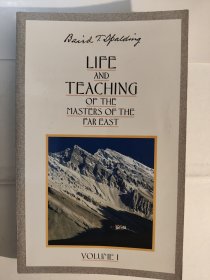 Baird T. Spalding
LIFE
AND
TEACHING
OF THE
MASTERS OF THE
FAR EAST
VOLUME I